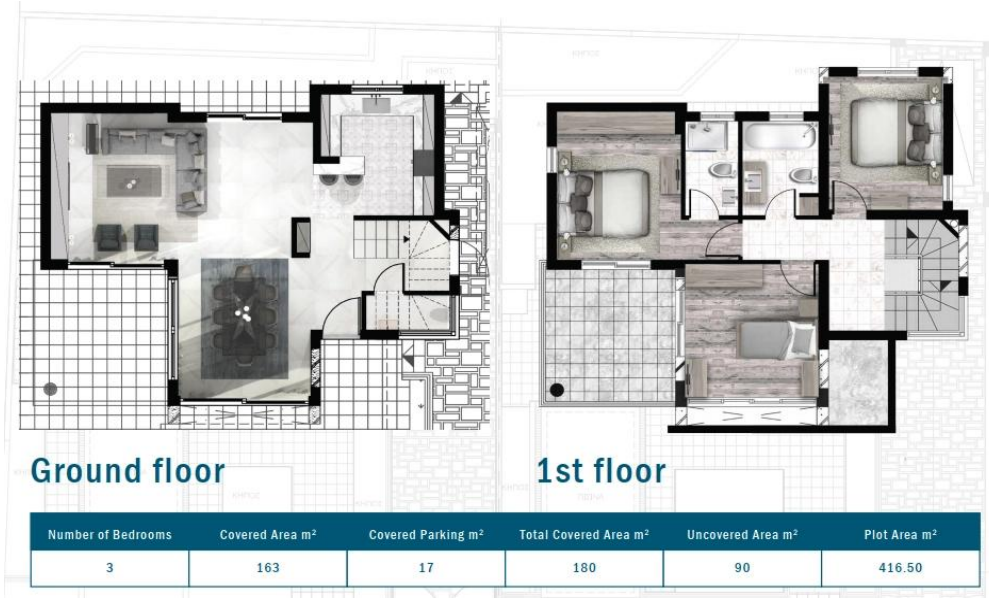 Ground floor
1st floor
Number of Bedrooms
Covered Area m²
Covered Parking m²
Total Covered Area m²
Uncovered Area m²
Plot Area m²
3
163
17
180
90
416.50